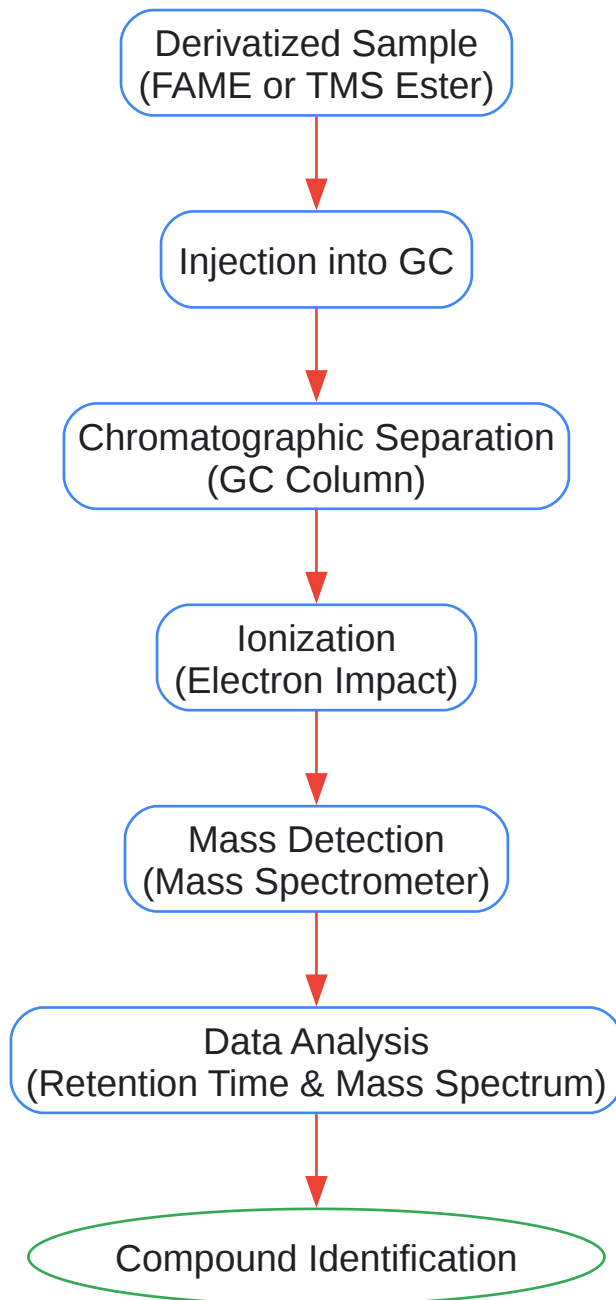 Derivatized Sample
(FAME or TMS Ester)
Injection into GC
Chromatographic Separation
(GC Column)
Ionization
(Electron Impact)
Mass Detection
(Mass Spectrometer)
Data Analysis
(Retention Time & Mass Spectrum)
Compound Identification